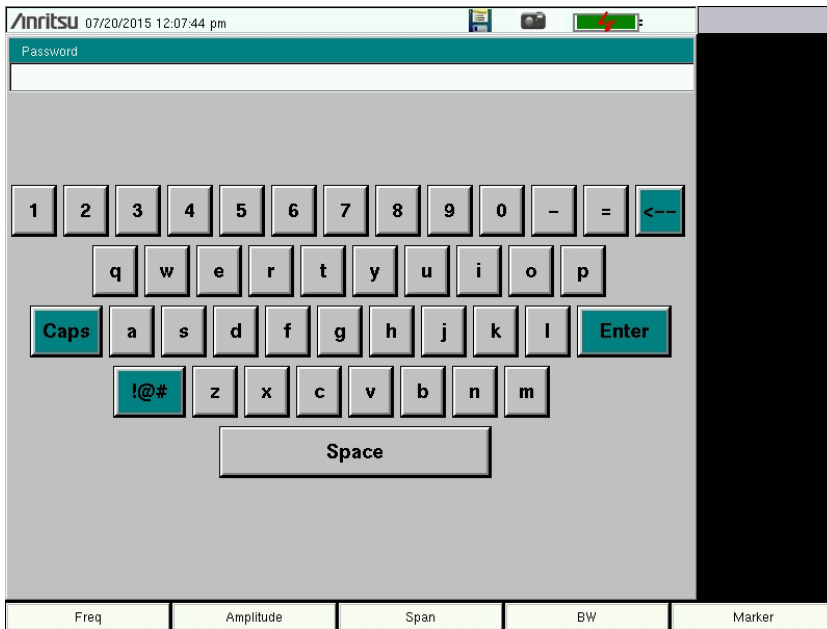 Anritsu 07/20/2015 12:07:44 pm
Password
1 2 3 4 5 6 7 8 9 0 – = <--
q w e r t y u i o p
Caps a s d f g h j k l Enter
!@# z x c v b n m
Space
Freq Amplitude Span BW Marker